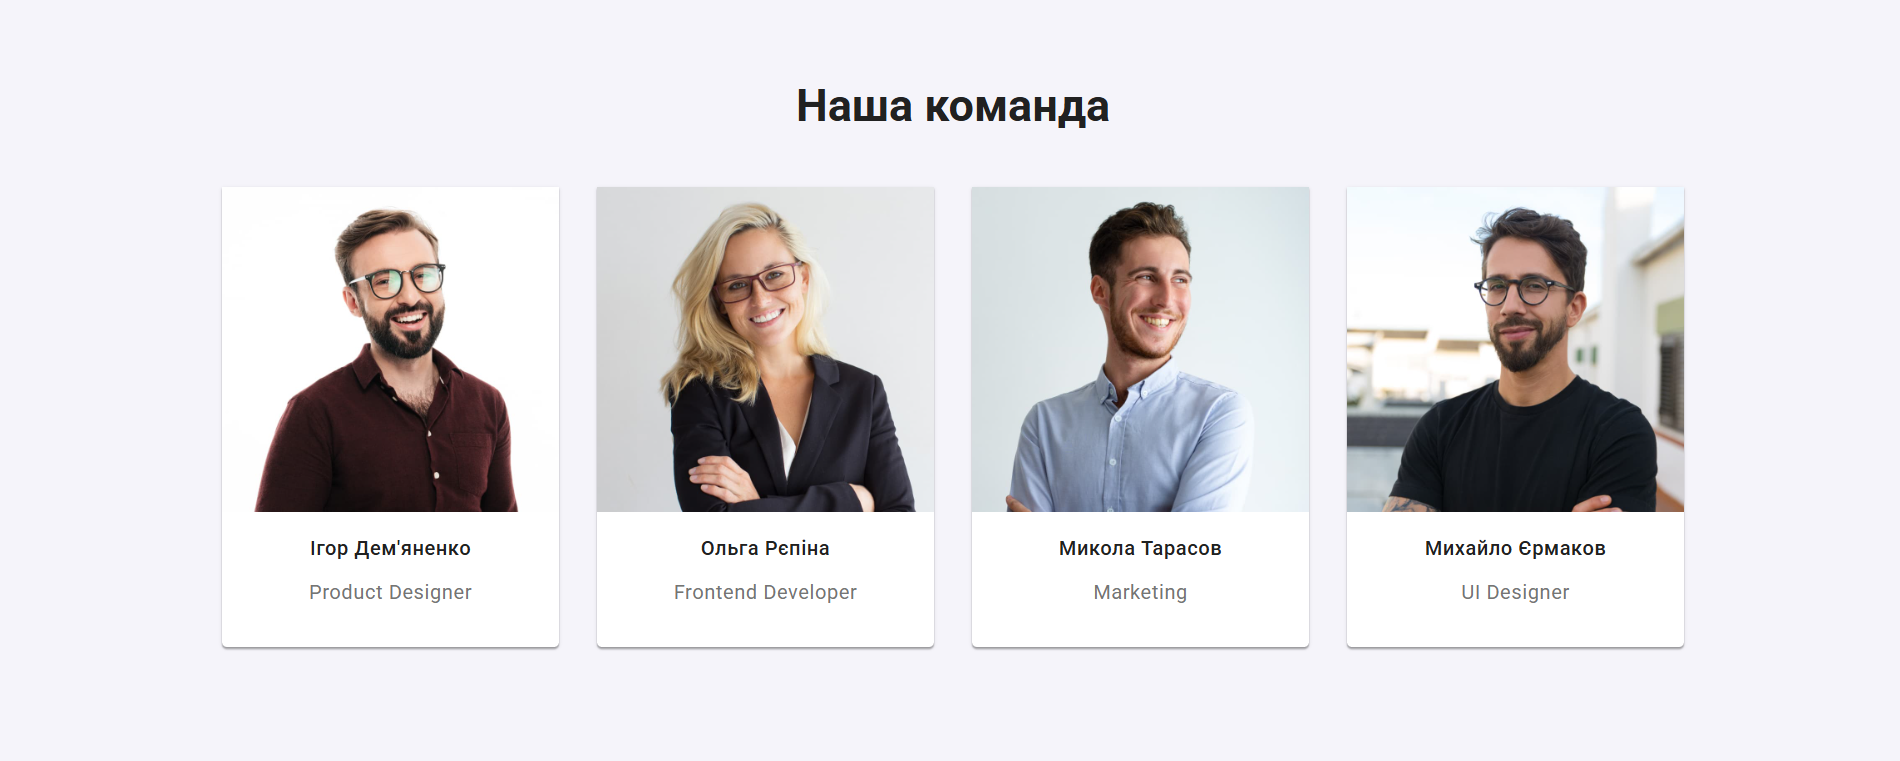 Наша команда
Ігор Дем'яненко
Product Designer
Ольга Рєпіна
Frontend Developer
Микола Тарасов
Marketing
Михайло Єрмаков
UI Designer